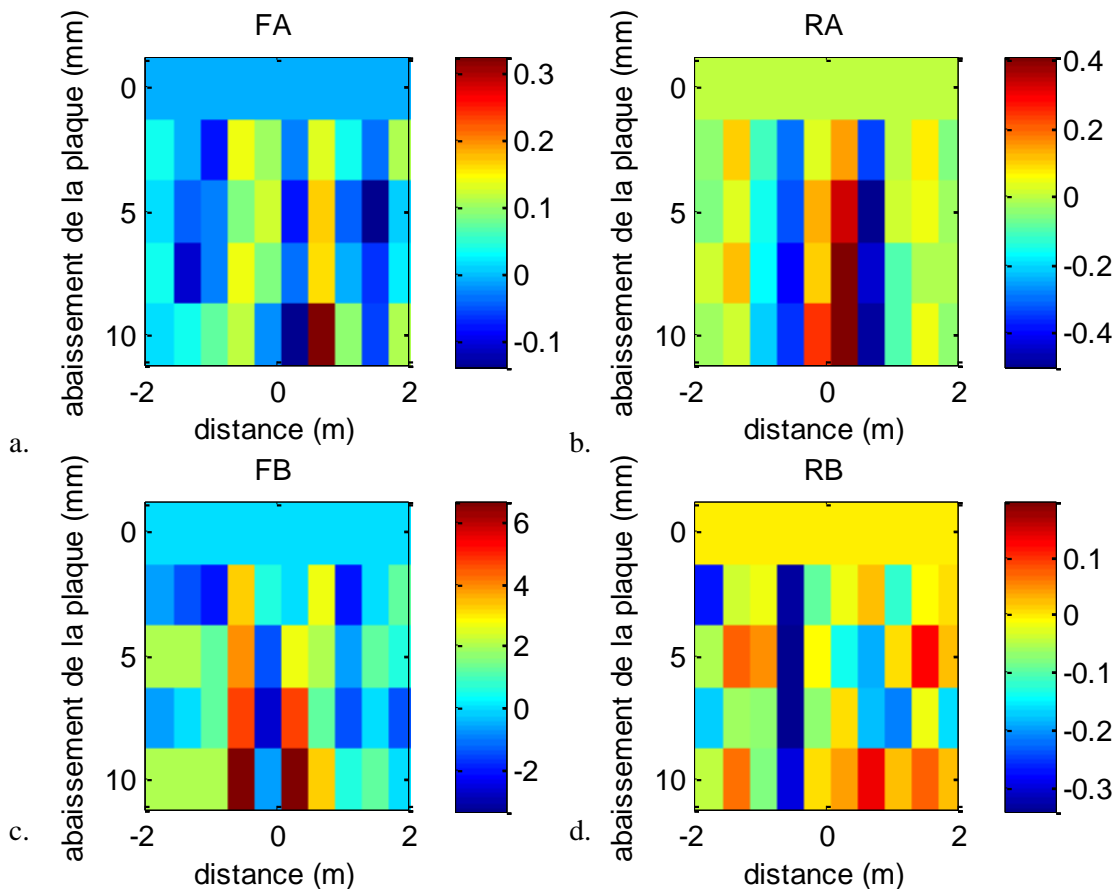 FA
abaissement de la plaque (mm)
0
5
10
-2
0
2
distance (m)
0.3
0.2
0.1
0
-0.1
a.
RA
abaissement de la plaque (mm)
0
5
10
-2
0
2
distance (m)
0.4
0.2
0
-0.2
-0.4
b.
FB
abaissement de la plaque (mm)
0
5
10
-2
0
2
distance (m)
6
4
2
0
-2
c.
RB
abaissement de la plaque (mm)
0
5
10
-2
0
2
distance (m)
0.1
0
-0.1
-0.2
-0.3
d.